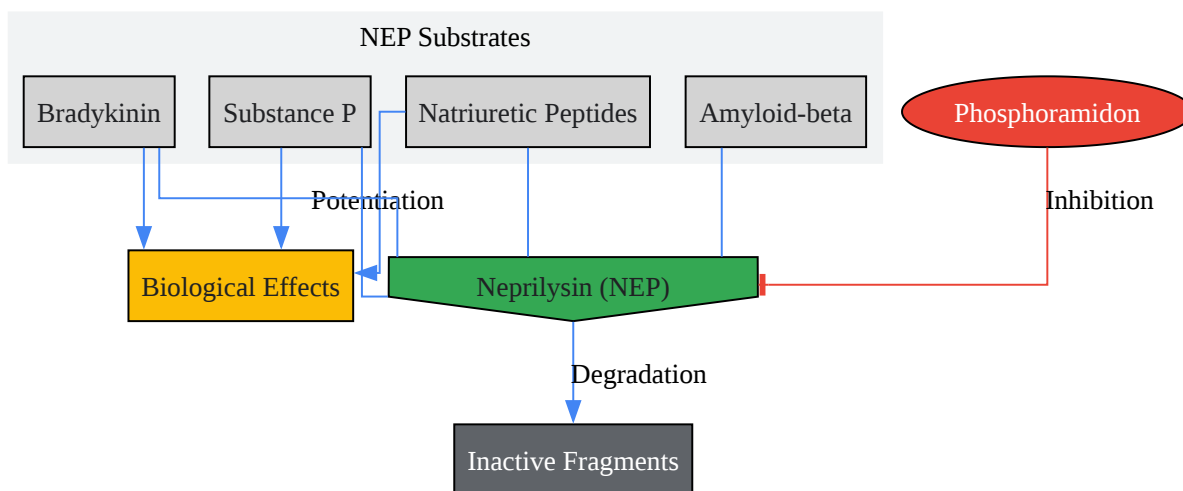 NEP Substrates
Bradykinin
Substance P
Natriuretic Peptides
Amyloid-beta
Phosphoramidon
Potentiation
Inhibition
Biological Effects
Neprilysin (NEP)
Degradation
Inactive Fragments